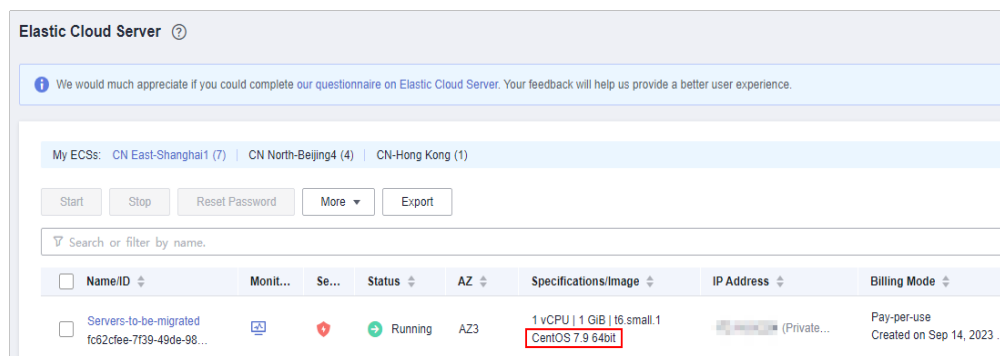 Elastic Cloud Server
We would much appreciate if you could complete our questionnaire on Elastic Cloud Server. Your feedback will help us provide a better user experience.
My ECSs: CN East-Shanghai1 (7) CN North-Beijing4 (4) CN-Hong Kong (1)
Start Stop Reset Password More Export
Search or filter by name.
Name/ID Monit... Se... Status AZ Specifications/Image IP Address Billing Mode
Servers-to-be-migrated Running AZ3 1 vCPU | 1 GiB | t6.small.1 (Private... Pay-per-use
fc62cfee-7f39-49de-98... CentOS 7.9 64bit Created on Sep 14, 2023 ...